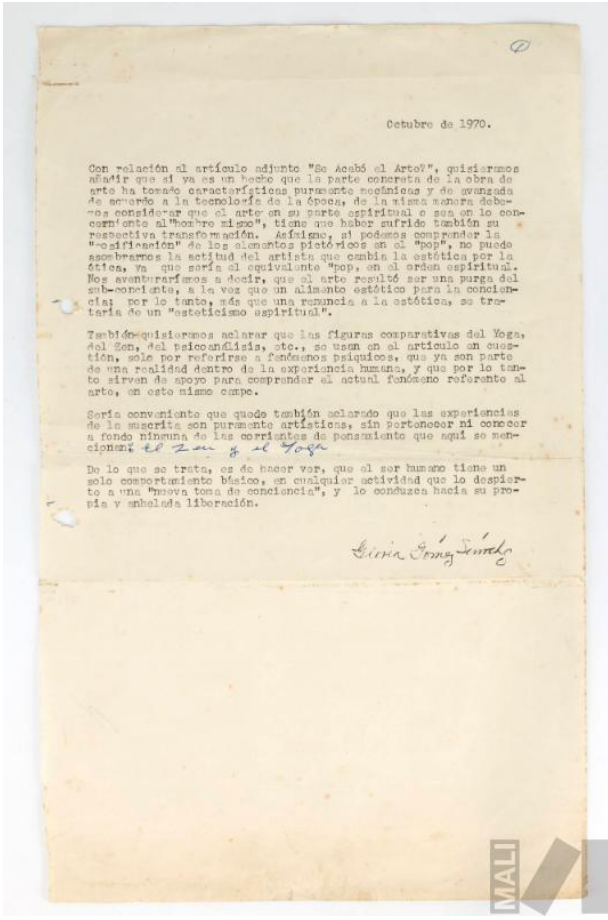 1
Octubre de 1970.
Con relación al artículo adjunto "Se Acabó el Arte?", quisieramos
añadir que si ya es un hecho que la parte concreta de la obra de
arte ha tomado características puramente mecánicas y de avanzada
de acuerdo a la tecnología de la época, de la misma manera debe-
mos considerar que el arte en su parte espiritual o sea en lo con-
cerniente al"hombre mismo", tiene que haber sufrido también su
respectiva transformación. Asímismo, si podemos comprender la
"cosificación" de los elementos pictóricos en el "pop", no puede
asombrarnos la actitud del artista que cambia la estética por la
ética, ya que sería el equivalente "pop, en el orden espiritual.
Nos aventuraríamos a decir, que el arte resultó ser una purga del
sub-conciente, a la vez que un alimento estético para la concien-
cia; por lo tanto, más que una renuncia a la estética, se tra-
taria de un "esteticismo espiritual".
También quisieramos aclarar que las figuras comparativas del Yoga,
del Zen, del psicoanálisis, etc., se usan en el artículo en cues-
tión, solo por referirse a fenómenos psíquicos, que ya son parte
de una realidad dentro de la experiencia humana, y que por lo tan-
to sirven de apoyo para comprender el actual fenómeno referente al
arte, en este mismo campo.
Sería conveniente que quede también aclarado que las experiencias
de la suscrita son puramente artísticas, sin pertenecer ni conocer
a fondo ninguna de las corrientes de pensamiento que aquí se men-
cionan: el Zen y el Yoga
De lo que se trata, es de hacer ver, que el ser humano tiene un
solo comportamiento básico, en cualquier actividad que lo despier-
te a una "nueva toma de conciencia", y lo conduzca hacia su pro-
pia y anhelada liberación.
Gloria Gómez Sánchez
MALI